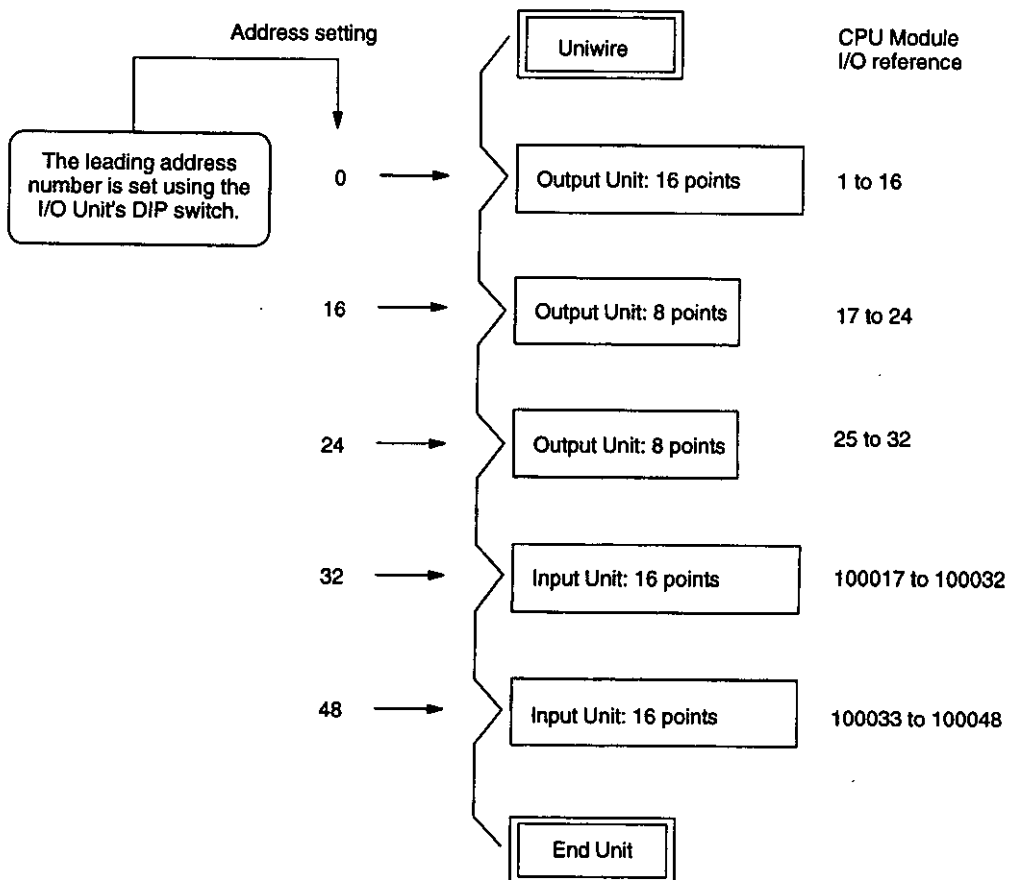 Address setting
Uniwire
CPU Module
I/O reference
The leading address
number is set using the
I/O Unit's DIP switch.
0
Output Unit: 16 points
1 to 16
16
Output Unit: 8 points
17 to 24
24
Output Unit: 8 points
25 to 32
32
Input Unit: 16 points
100017 to 100032
48
Input Unit: 16 points
100033 to 100048
End Unit